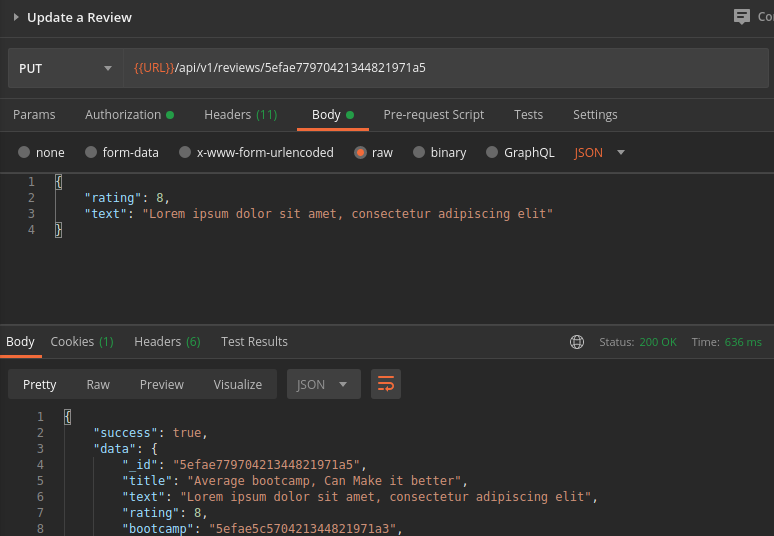 Update a Review
Co
PUT {{URL}}/api/v1/reviews/5efae77970421344821971a5
Params Authorization Headers (11) Body Pre-request Script Tests Settings
none form-data x-www-form-urlencoded raw binary GraphQL JSON
1 {
2 "rating": 8,
3 "text": "Lorem ipsum dolor sit amet, consectetur adipiscing elit"
4 }
Body Cookies (1) Headers (6) Test Results Status: 200 OK Time: 636 ms
Pretty Raw Preview Visualize JSON
1 {
2 "success": true,
3 "data": {
4 "_id": "5efae77970421344821971a5",
5 "title": "Average bootcamp, Can Make it better",
6 "text": "Lorem ipsum dolor sit amet, consectetur adipiscing elit",
7 "rating": 8,
8 "bootcamp": "5efae5c570421344821971a3",